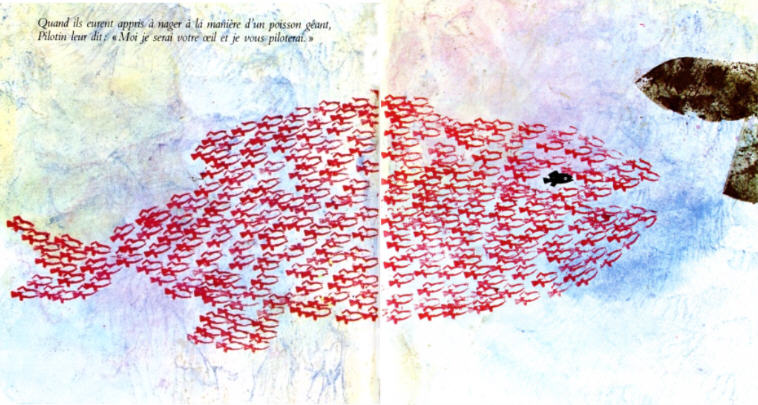 Quand ils eurent appris à nager à la manière d'un poisson géant,
Pilotin leur dit : « Moi je serai votre œil et je vous piloterai. »